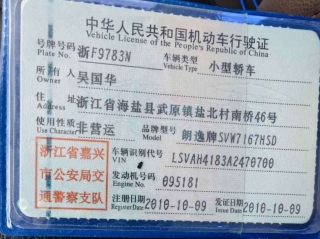 中华人民共和国机动车行驶证
Vehicle License of the People's Republic of China
号牌号码 浙F9783N 车辆类型 小型轿车
Plate No. Vehicle Type
所有人 吴国华
Owner
住址 浙江省海盐县武原镇盐北村南桥46号
Address
使用性质 非营运 品牌型号 朗逸牌SVW7167HSD
Use Character Model
浙江省嘉兴
市公安局交
通警察支队
车辆识别代号 LSVAH4183A2470700
VIN
发动机号码 095181
Engine No.
注册日期 2010-10-09 发证日期 2010-10-09
Register Date Issue Date